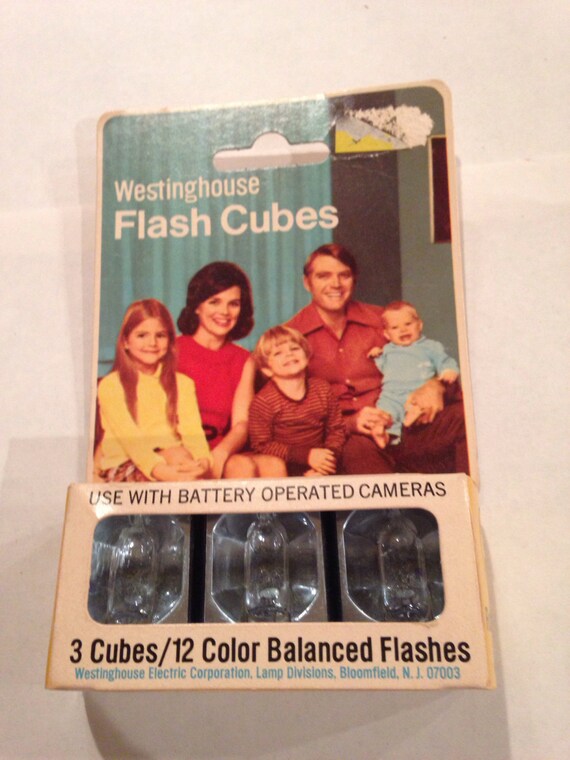 Westinghouse
Flash Cubes
USE WITH BATTERY OPERATED CAMERAS
3 Cubes/12 Color Balanced Flashes
Westinghouse Electric Corporation, Lamp Divisions, Bloomfield, N. J. 07003